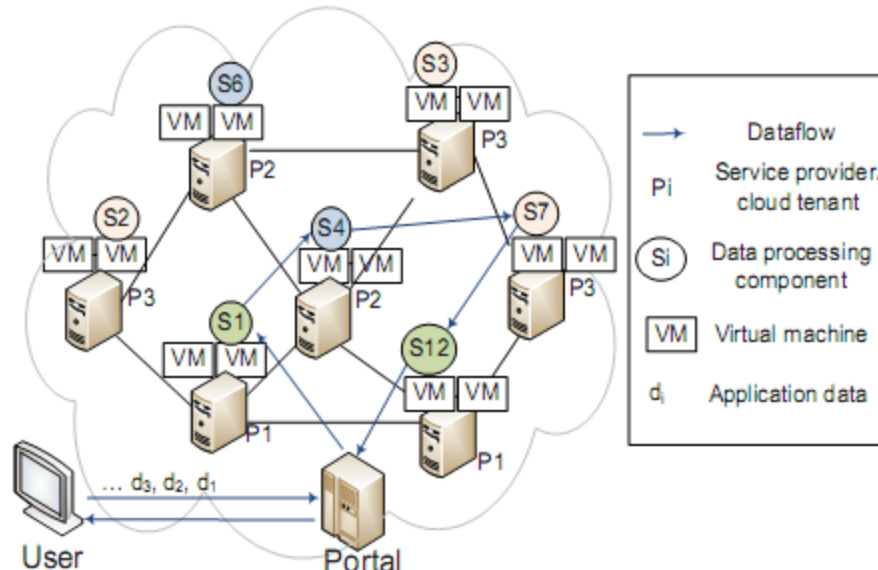 S6
VM VM
P2
S3
VM VM
P3
S2
VM VM
P3
S4
VM VM
P2
S7
VM VM
P3
S1
VM VM
P1
S12
VM VM
P1
... d3, d2, d1
User
Portal
Dataflow
Pi
Service provider/
cloud tenant
Si
Data processing
component
VM
Virtual machine
di
Application data